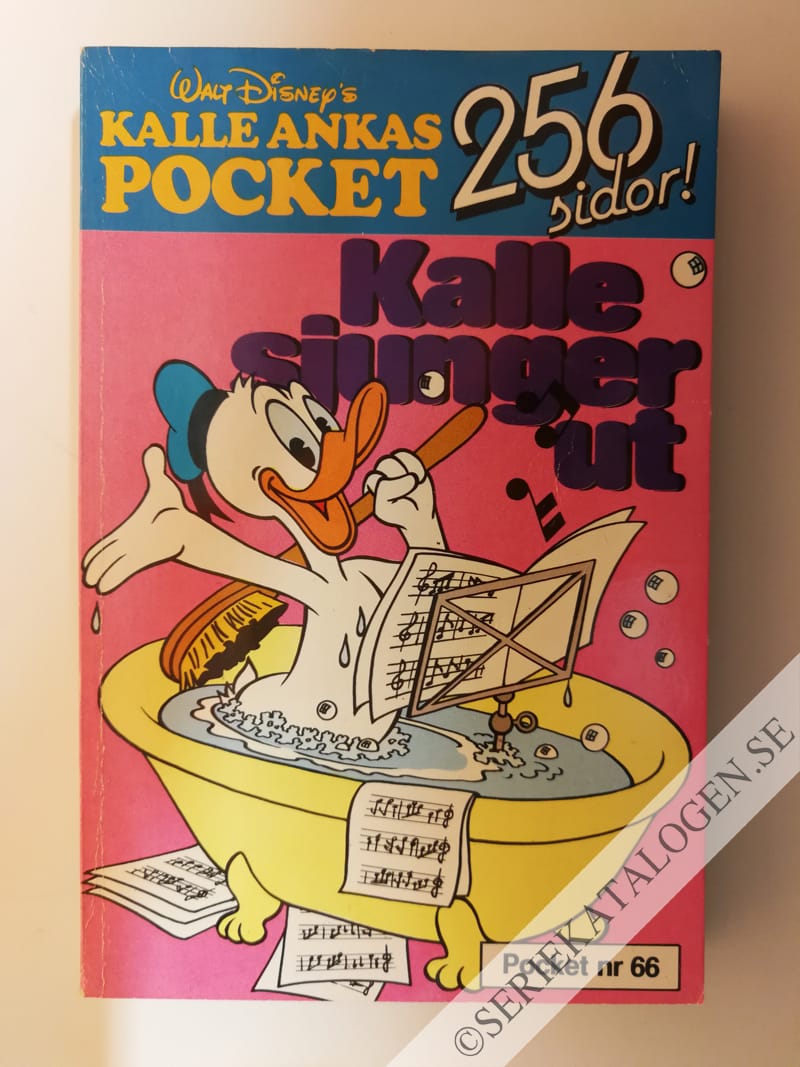 WALT DISNEY'S
KALLE ANKAS
POCKET
256
sidor!
Kalle
sjunger
ut
Pocket nr 66
©SERIEKATALOGEN.SE